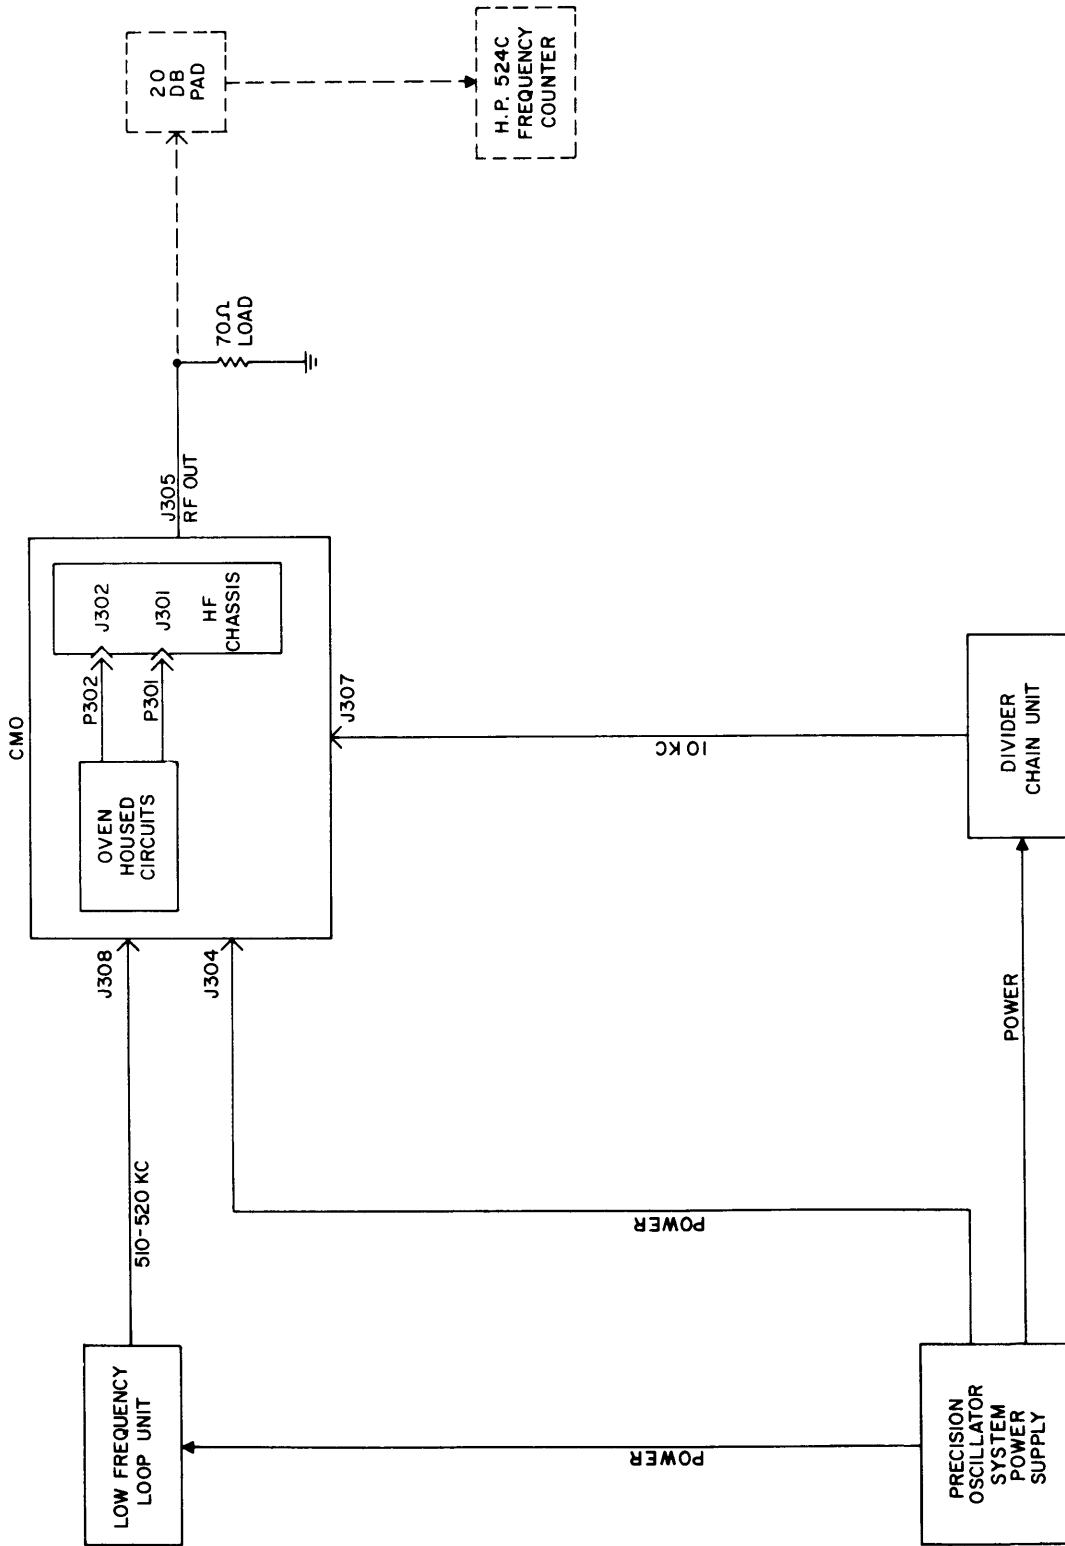 CMO
LOW FREQUENCY
LOOP UNIT
510-520 KC
J308
J304
OVEN
HOUSED
CIRCUITS
P302
P301
J302
J301
HF
CHASSIS
J305
RF OUT
70Ω
LOAD
20
DB
PAD
H.P. 524C
FREQUENCY
COUNTER
J307
10 KC
POWER
POWER
PRECISION
OSCILLATOR
SYSTEM
POWER
SUPPLY
POWER
DIVIDER
CHAIN UNIT